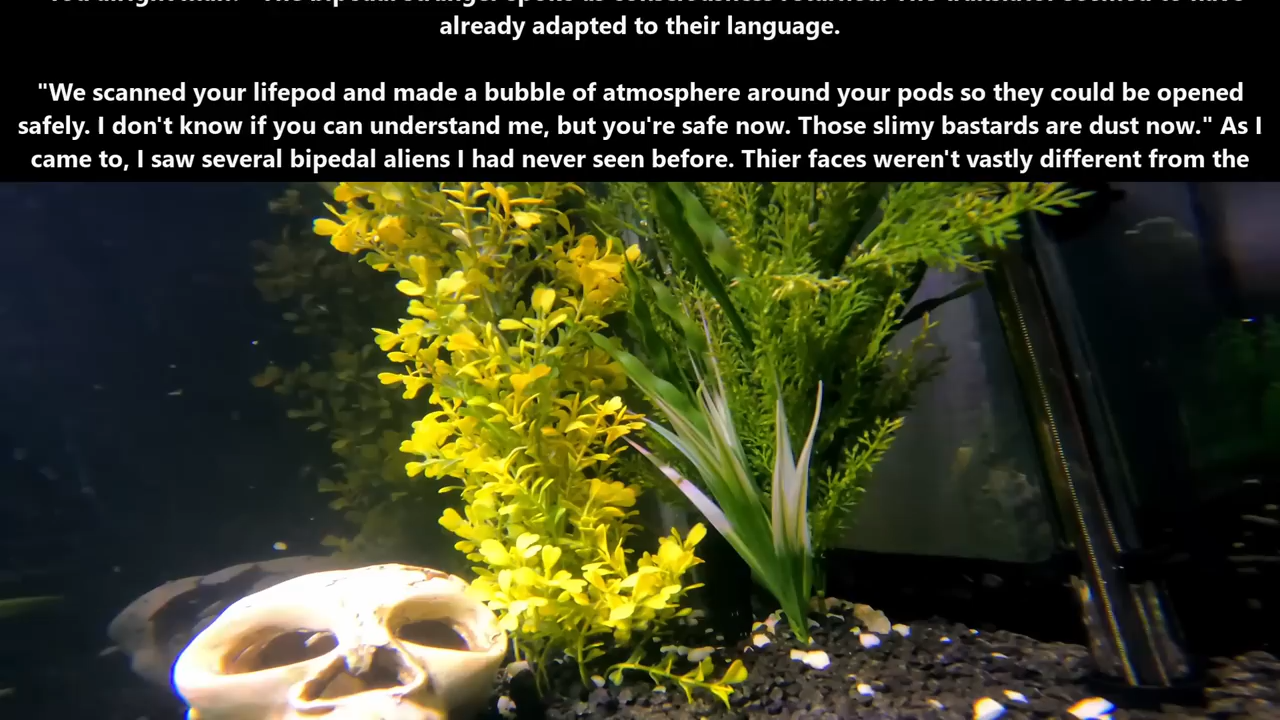 already adapted to their language.
"We scanned your lifepod and made a bubble of atmosphere around your pods so they could be opened
safely. I don't know if you can understand me, but you're safe now. Those slimy bastards are dust now." As I
came to, I saw several bipedal aliens I had never seen before. Thier faces weren't vastly different from the